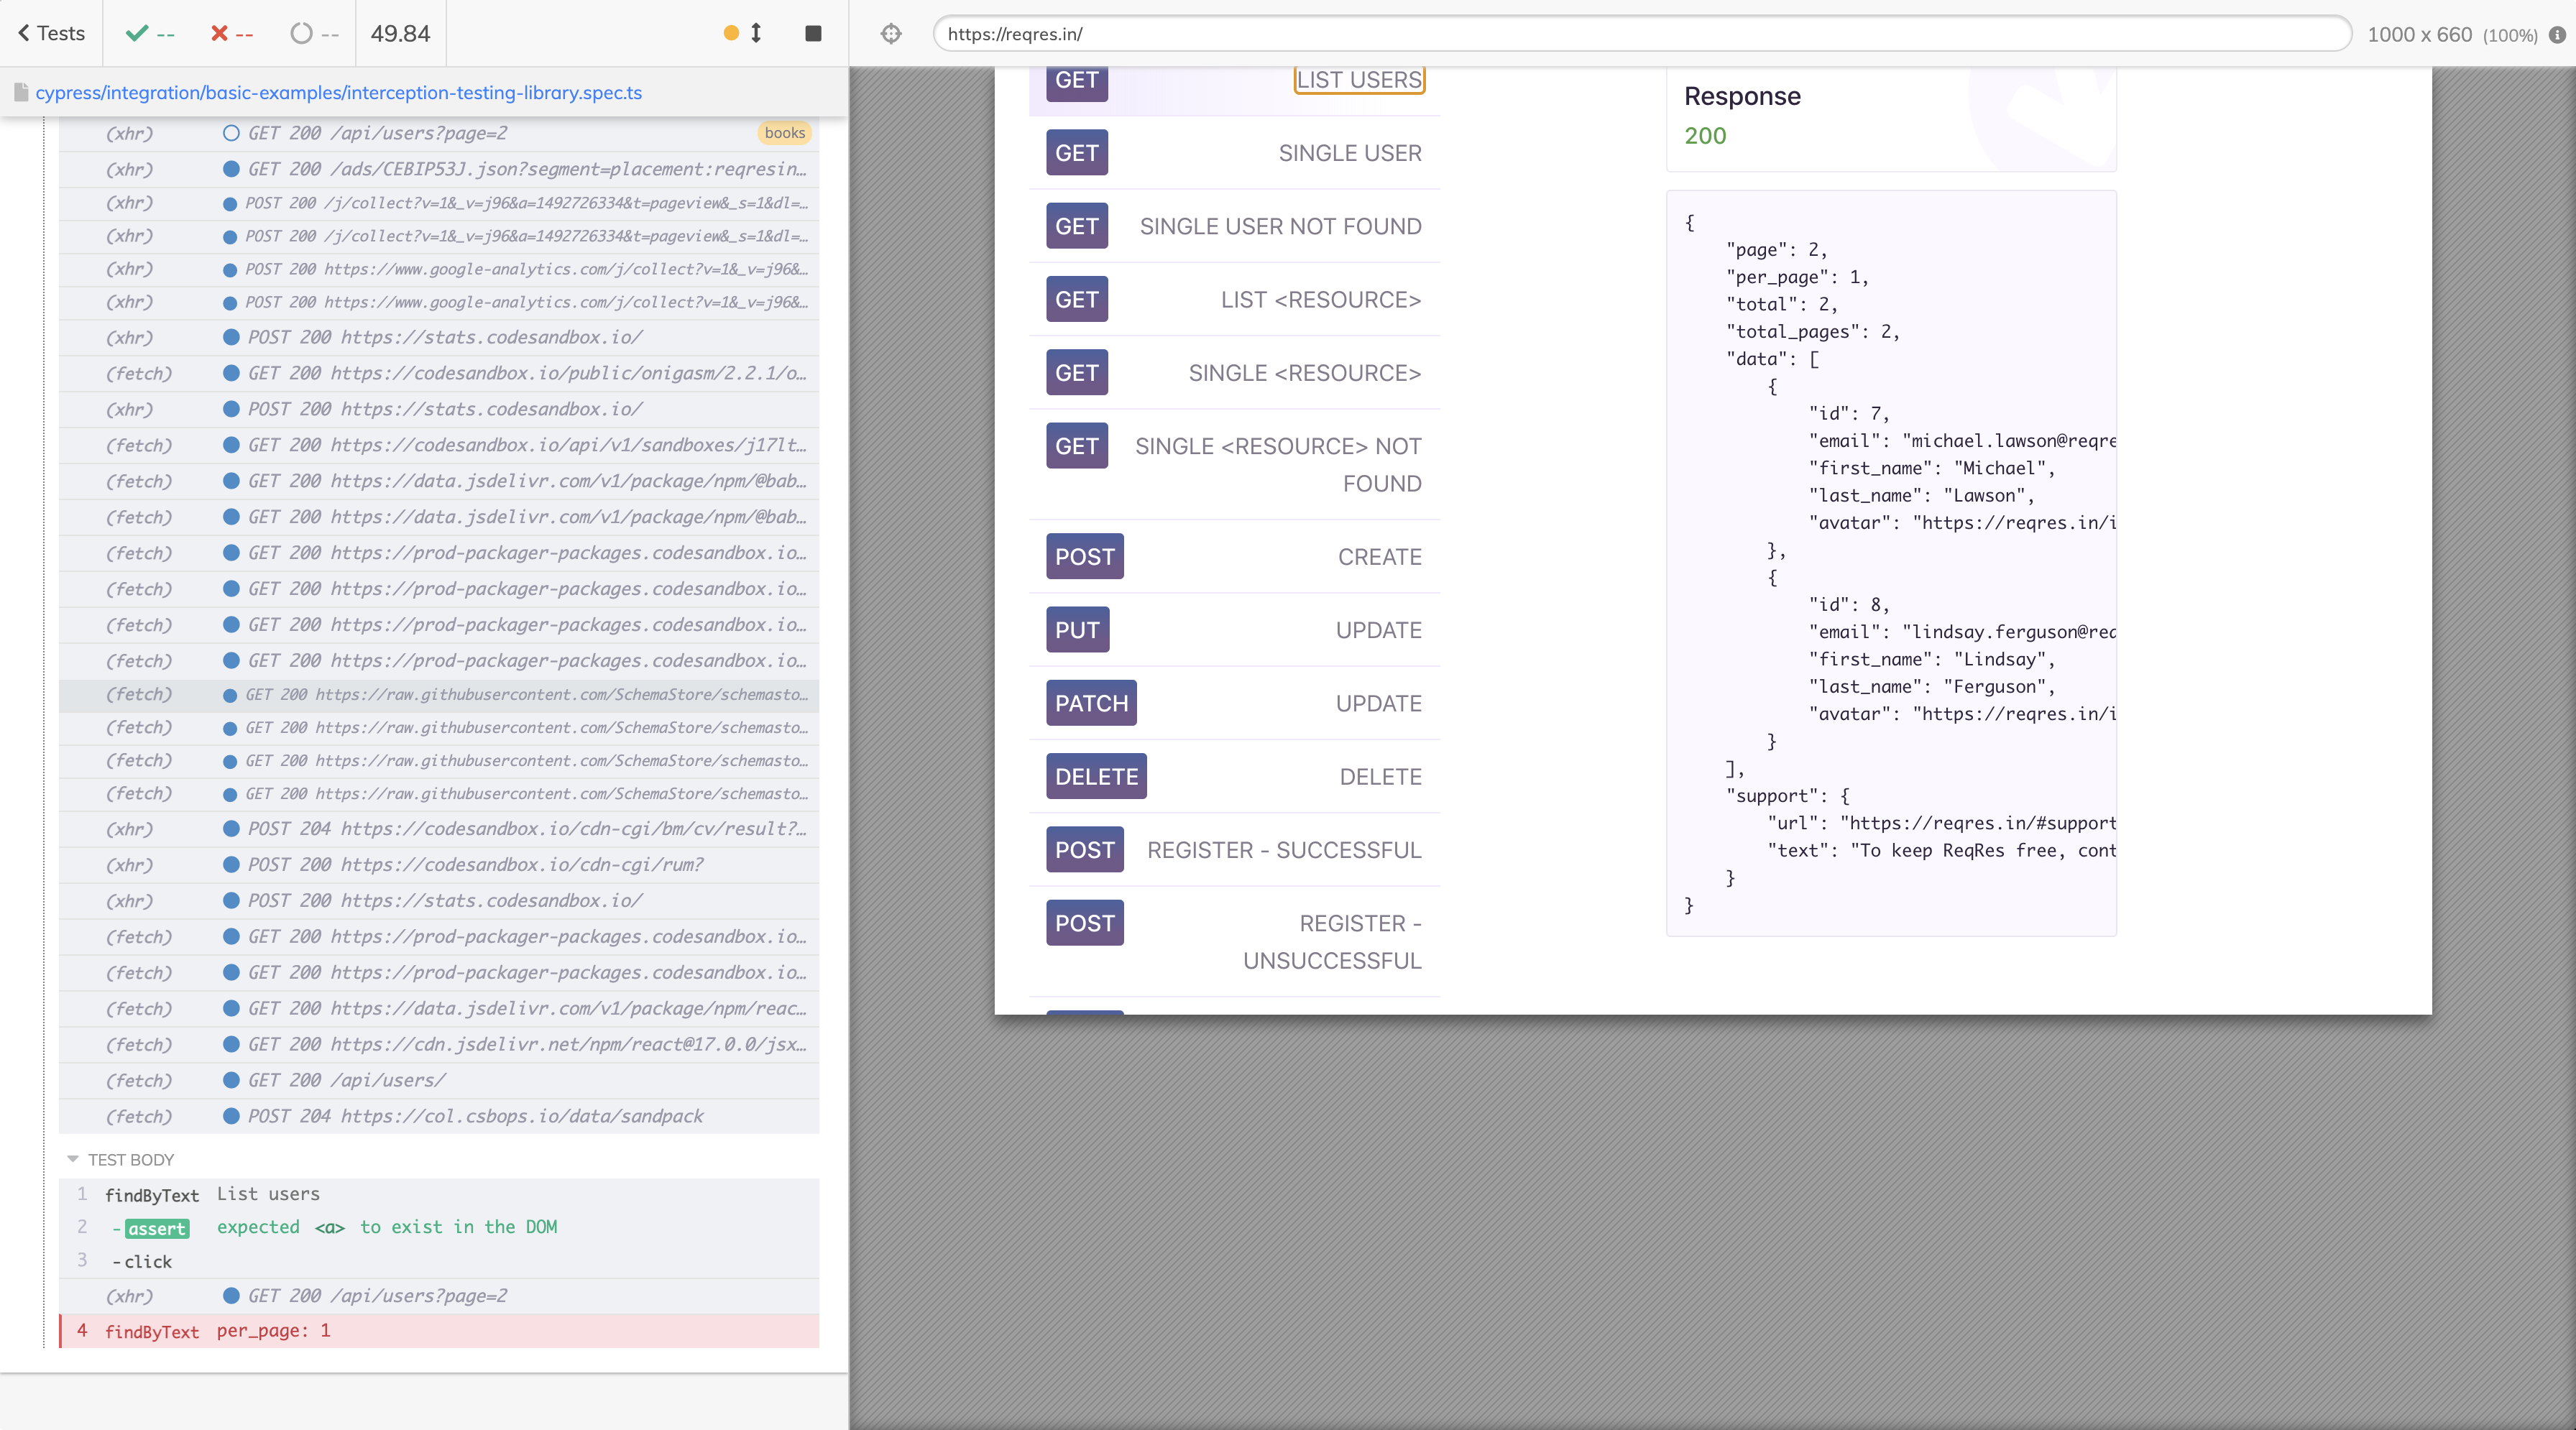 Tests
--
--
--
49.84
https://reqres.in/
1000 x 660 (100%)
cypress/integration/basic-examples/interception-testing-library.spec.ts
(xhr) GET 200 /api/users?page=2 books
(xhr) GET 200 /ads/CEBIP53J.json?segment=placement:reqresin…
(xhr) POST 200 /j/collect?v=1&_v=j96&a=1492726334&t=pageview&_s=1&dl=…
(xhr) POST 200 /j/collect?v=1&_v=j96&a=1492726334&t=pageview&_s=1&dl=…
(xhr) POST 200 https://www.google-analytics.com/j/collect?v=1&_v=j96&…
(xhr) POST 200 https://www.google-analytics.com/j/collect?v=1&_v=j96&…
(xhr) POST 200 https://stats.codesandbox.io/
(fetch) GET 200 https://codesandbox.io/public/onigasm/2.2.1/o…
(xhr) POST 200 https://stats.codesandbox.io/
(fetch) GET 200 https://codesandbox.io/api/v1/sandboxes/j17lt…
(fetch) GET 200 https://data.jsdelivr.com/v1/package/npm/@bab…
(fetch) GET 200 https://data.jsdelivr.com/v1/package/npm/@bab…
(fetch) GET 200 https://prod-packager-packages.codesandbox.io…
(fetch) GET 200 https://prod-packager-packages.codesandbox.io…
(fetch) GET 200 https://prod-packager-packages.codesandbox.io…
(fetch) GET 200 https://prod-packager-packages.codesandbox.io…
(fetch) GET 200 https://raw.githubusercontent.com/SchemaStore/schemasto…
(fetch) GET 200 https://raw.githubusercontent.com/SchemaStore/schemasto…
(fetch) GET 200 https://raw.githubusercontent.com/SchemaStore/schemasto…
(fetch) GET 200 https://raw.githubusercontent.com/SchemaStore/schemasto…
(xhr) POST 204 https://codesandbox.io/cdn-cgi/bm/cv/result?…
(xhr) POST 200 https://codesandbox.io/cdn-cgi/rum?
(xhr) POST 200 https://stats.codesandbox.io/
(fetch) GET 200 https://prod-packager-packages.codesandbox.io…
(fetch) GET 200 https://prod-packager-packages.codesandbox.io…
(fetch) GET 200 https://data.jsdelivr.com/v1/package/npm/reac…
(fetch) GET 200 https://cdn.jsdelivr.net/npm/react@17.0.0/jsx…
(fetch) GET 200 /api/users/
(fetch) POST 204 https://col.csbops.io/data/sandpack
TEST BODY
1 findByText List users
2 -assert expected <a> to exist in the DOM
3 -click
(xhr) GET 200 /api/users?page=2
4 findByText per_page: 1
GET LIST USERS
GET SINGLE USER
GET SINGLE USER NOT FOUND
GET LIST <RESOURCE>
GET SINGLE <RESOURCE>
GET SINGLE <RESOURCE> NOT
FOUND
POST CREATE
PUT UPDATE
PATCH UPDATE
DELETE DELETE
POST REGISTER - SUCCESSFUL
POST REGISTER -
UNSUCCESSFUL
Response
200
{
"page": 2,
"per_page": 1,
"total": 2,
"total_pages": 2,
"data": [
{
"id": 7,
"email": "michael.lawson@reqre
"first_name": "Michael",
"last_name": "Lawson",
"avatar": "https://reqres.in/i
},
{
"id": 8,
"email": "lindsay.ferguson@req
"first_name": "Lindsay",
"last_name": "Ferguson",
"avatar": "https://reqres.in/i
}
],
"support": {
"url": "https://reqres.in/#support
"text": "To keep ReqRes free, cont
}
}